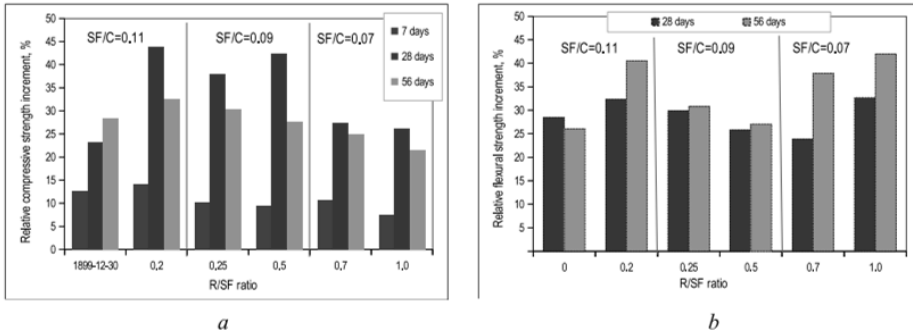 Relative compressive strength increment, %
50
45
40
35
30
25
20
15
10
5
0
SF/C=0.11
SF/C=0.09
SF/C=0.07
7 days
28 days
56 days
1899-12-30
0,2
0,25
0,5
0,7
1,0
R/SF ratio
a
Relative flexural strength increment, %
50
45
40
35
30
25
20
15
10
5
28 days
56 days
SF/C=0.11
SF/C=0.09
SF/C=0.07
0
0.2
0.25
0.5
0.7
1.0
R/SF ratio
b